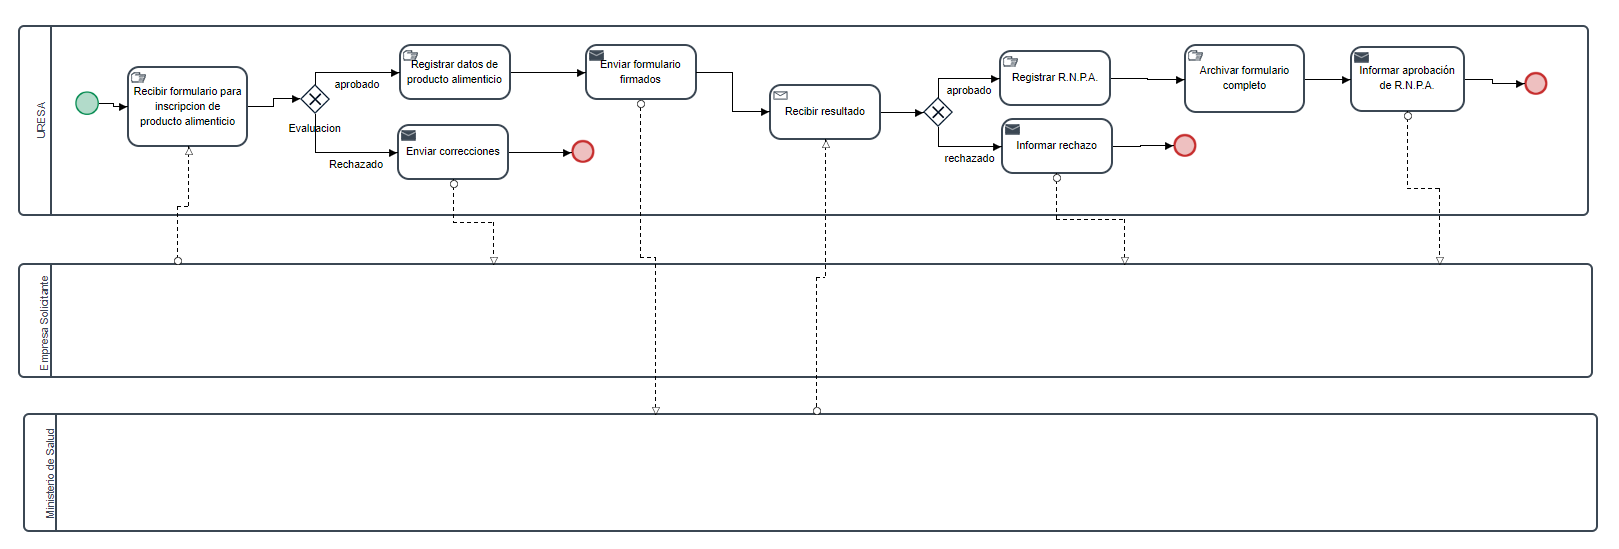 URESA
Recibir formulario para
inscripcion de
producto alimenticio
Evaluacion
aprobado
Rechazado
Registrar datos de
producto alimenticio
Enviar correcciones
Enviar formulario
firmados
Recibir resultado
aprobado
rechazado
Registrar R.N.P.A.
Informar rechazo
Archivar formulario
completo
Informar aprobación
de R.N.P.A.
Empresa Solicitante
Ministerio de Salud